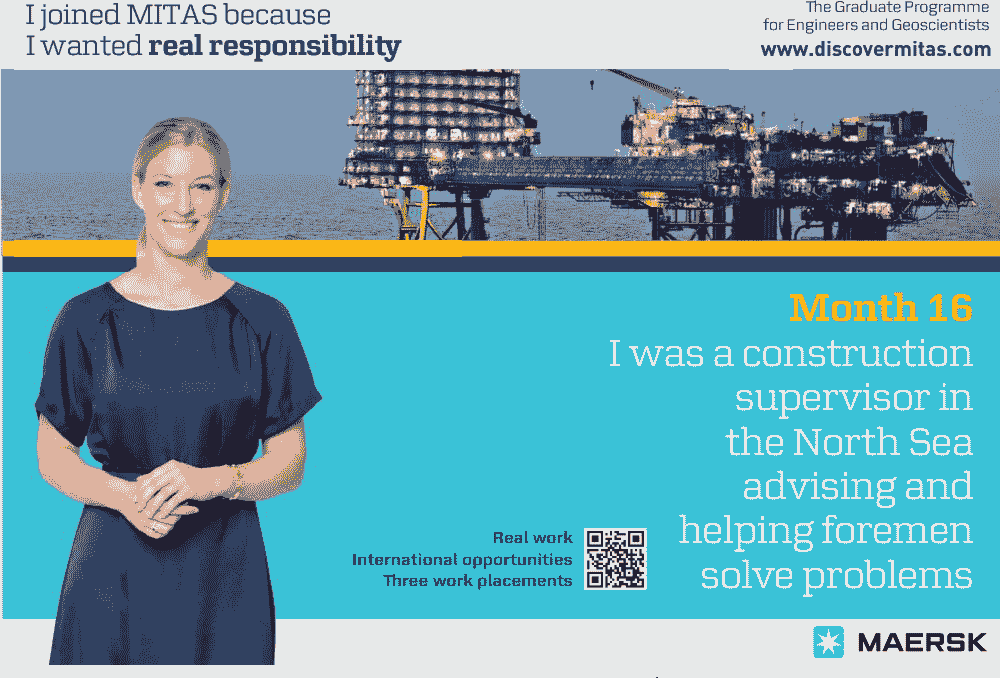 I joined MITAS because
I wanted real responsibility
The Graduate Programme
for Engineers and Geoscientists
www.discovermitas.com
Month 16
I was a construction
supervisor in
the North Sea
advising and
helping foremen
solve problems
Real work
International opportunities
Three work placements
MAERSK